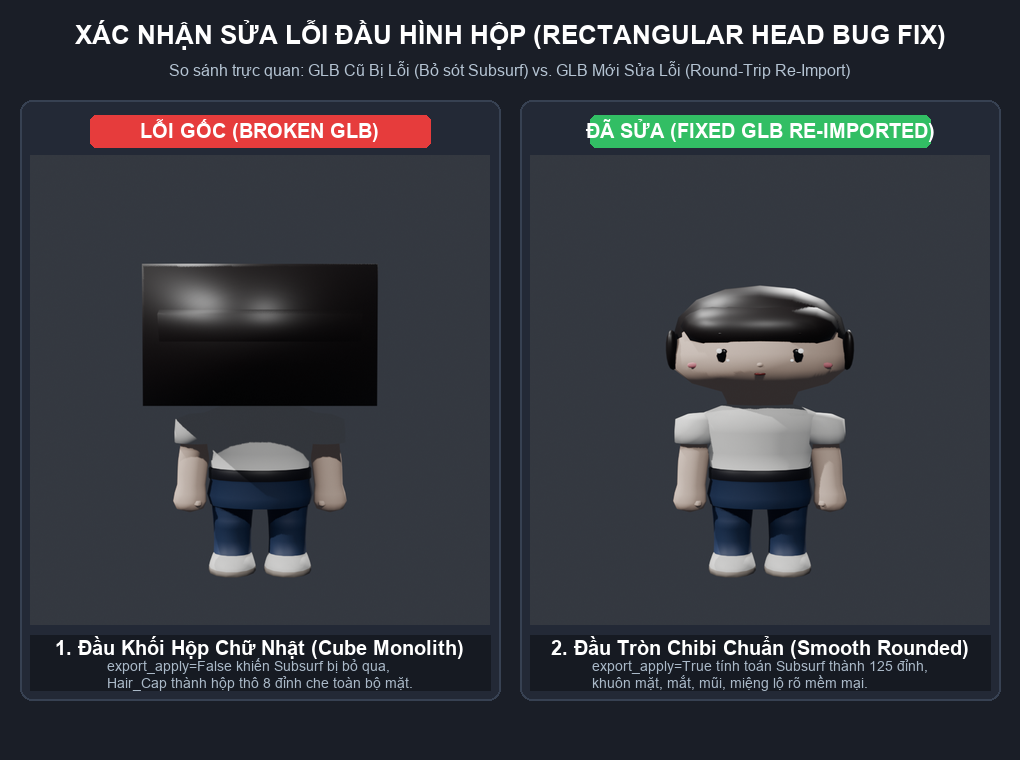 XÁC NHẬN SỬA LỖI ĐẦU HÌNH HỘP (RECTANGULAR HEAD BUG FIX)
So sánh trực quan: GLB Cũ Bị Lỗi (Bỏ sót Subsurf) vs. GLB Mới Sửa Lỗi (Round-Trip Re-Import)
LỖI GỐC (BROKEN GLB)
1. Đầu Khối Hộp Chữ Nhật (Cube Monolith)
export_apply=False khiến Subsurf bị bỏ qua,
Hair_Cap thành hộp thô 8 đỉnh che toàn bộ mặt.
ĐÃ SỬA (FIXED GLB RE-IMPORTED)
2. Đầu Tròn Chibi Chuẩn (Smooth Rounded)
export_apply=True tính toán Subsurf thành 125 đỉnh,
khuôn mặt, mắt, mũi, miệng lộ rõ mềm mại.